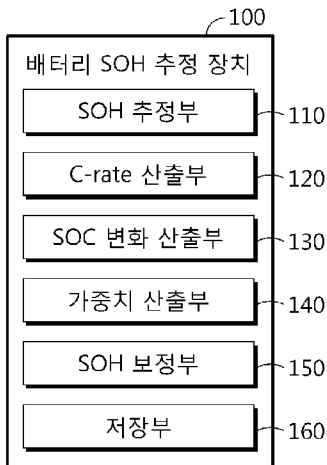 100
배터리 SOH 추정 장치
SOH 추정부 110
C-rate 산출부 120
SOC 변화 산출부 130
가중치 산출부 140
SOH 보정부 150
저장부 160